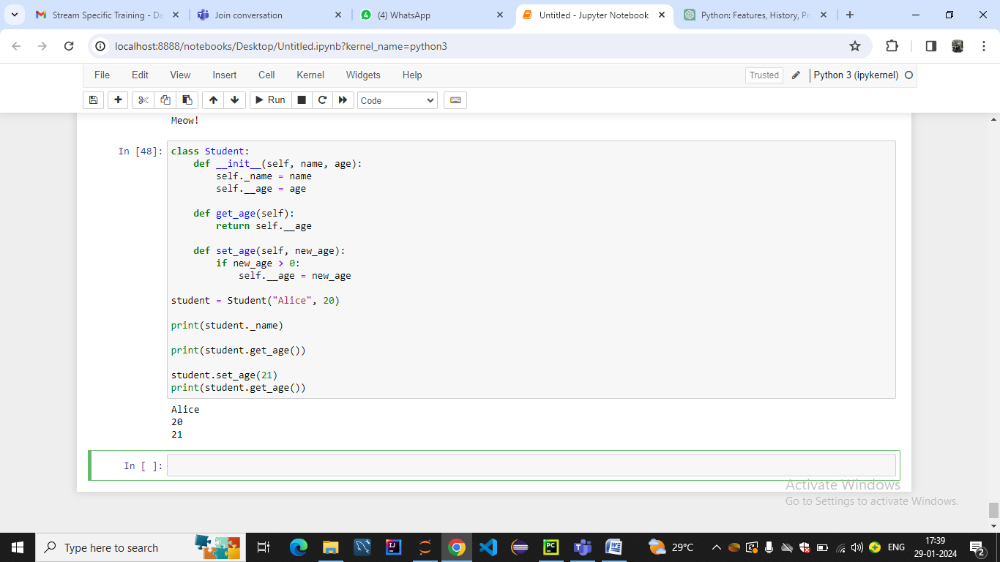 Stream Specific Training - Da
Join conversation
(4) WhatsApp
Untitled - Jupyter Notebook
Python: Features, History, Pr
localhost:8888/notebooks/Desktop/Untitled.ipynb?kernel_name=python3
File Edit View Insert Cell Kernel Widgets Help
Trusted
Python 3 (ipykernel)
Run
Code
Meow!
In [48]:
class Student:
    def __init__(self, name, age):
        self._name = name
        self.__age = age

    def get_age(self):
        return self.__age

    def set_age(self, new_age):
        if new_age > 0:
            self.__age = new_age

student = Student("Alice", 20)

print(student._name)

print(student.get_age())

student.set_age(21)
print(student.get_age())
Alice
20
21
In [ ]:
Activate Windows
Go to Settings to activate Windows.
Type here to search
29°C
ENG
17:39
29-01-2024
2